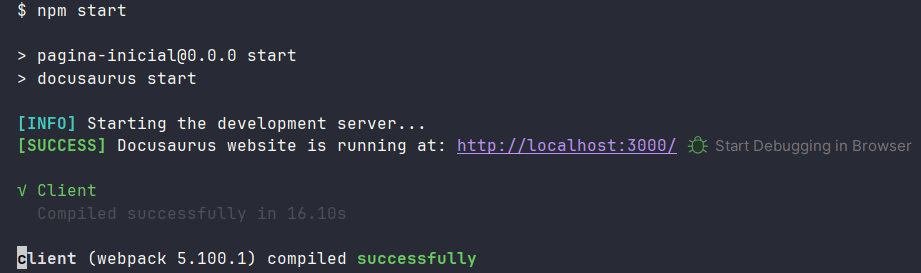 $ npm start
> pagina-inicial@0.0.0 start
> docusaurus start
[INFO] Starting the development server...
[SUCCESS] Docusaurus website is running at: http://localhost:3000/ Start Debugging in Browser
√ Client
Compiled successfully in 16.10s
client (webpack 5.100.1) compiled successfully